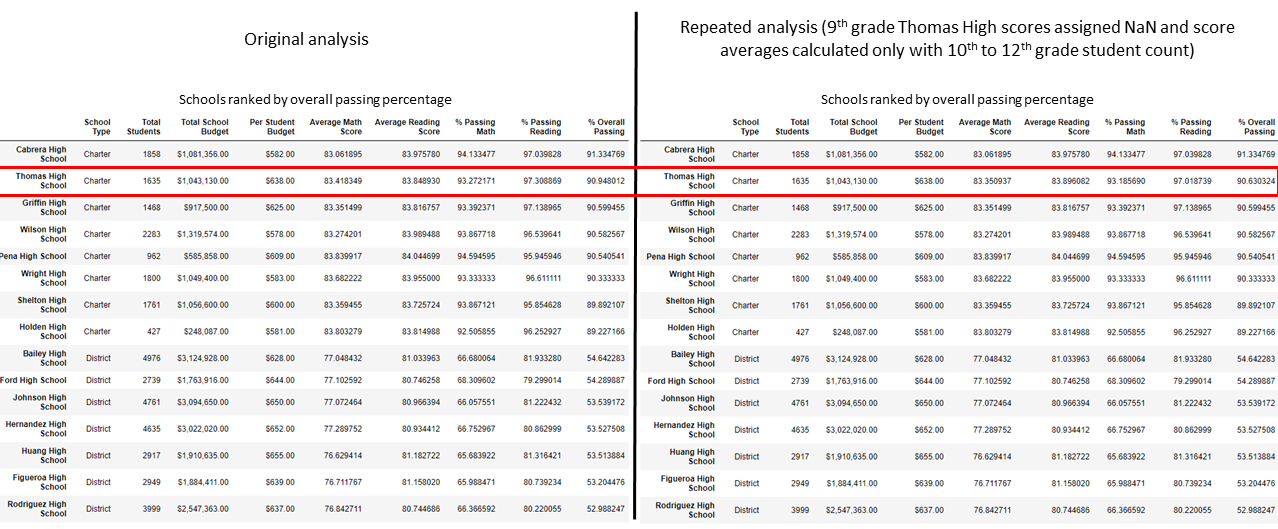 Original analysis
Schools ranked by overall passing percentage
School Type Total Students Total School Budget Per Student Budget Average Math Score Average Reading Score % Passing Math % Passing Reading % Overall Passing
Cabrera High School Charter 1858 $1,081,356.00 $582.00 83.061895 83.975780 94.133477 97.039828 91.334769
Thomas High School Charter 1635 $1,043,130.00 $638.00 83.418349 83.848930 93.272171 97.308869 90.948012
Griffin High School Charter 1468 $917,500.00 $625.00 83.351499 83.816757 93.392371 97.138965 90.599455
Wilson High School Charter 2283 $1,319,574.00 $578.00 83.274201 83.989488 93.867718 96.539641 90.582567
Pena High School Charter 962 $585,858.00 $609.00 83.839917 84.044699 94.594595 95.945946 90.540541
Wright High School Charter 1800 $1,049,400.00 $583.00 83.682222 83.955000 93.333333 96.611111 90.333333
Shelton High School Charter 1761 $1,056,600.00 $600.00 83.359455 83.725724 93.867121 95.854628 89.892107
Holden High School Charter 427 $248,087.00 $581.00 83.803279 83.814988 92.505855 96.252927 89.227166
Bailey High School District 4976 $3,124,928.00 $628.00 77.048432 81.033963 66.680064 81.933280 54.642283
Ford High School District 2739 $1,763,916.00 $644.00 77.102592 80.746258 68.309602 79.299014 54.289887
Johnson High School District 4761 $3,094,650.00 $650.00 77.072464 80.966394 66.057551 81.222432 53.539172
Hernandez High School District 4635 $3,022,020.00 $652.00 77.289752 80.934412 66.752967 80.862999 53.527508
Huang High School District 2917 $1,910,635.00 $655.00 76.629414 81.182722 65.683922 81.316421 53.513884
Figueroa High School District 2949 $1,884,411.00 $639.00 76.711767 81.158020 65.988471 80.739234 53.204476
Rodriguez High School District 3999 $2,547,363.00 $637.00 76.842711 80.744686 66.366592 80.220055 52.988247
Repeated analysis (9th grade Thomas High scores assigned NaN and score
averages calculated only with 10th to 12th grade student count)
Schools ranked by overall passing percentage
School Type Total Students Total School Budget Per Student Budget Average Math Score Average Reading Score % Passing Math % Passing Reading % Overall Passing
Cabrera High School Charter 1858 $1,081,356.00 $582.00 83.061895 83.975780 94.133477 97.039828 91.334769
Thomas High School Charter 1635 $1,043,130.00 $638.00 83.350937 83.896082 93.185690 97.018739 90.630324
Griffin High School Charter 1468 $917,500.00 $625.00 83.351499 83.816757 93.392371 97.138965 90.599455
Wilson High School Charter 2283 $1,319,574.00 $578.00 83.274201 83.989488 93.867718 96.539641 90.582567
Pena High School Charter 962 $585,858.00 $609.00 83.839917 84.044699 94.594595 95.945946 90.540541
Wright High School Charter 1800 $1,049,400.00 $583.00 83.682222 83.955000 93.333333 96.611111 90.333333
Shelton High School Charter 1761 $1,056,600.00 $600.00 83.359455 83.725724 93.867121 95.854628 89.892107
Holden High School Charter 427 $248,087.00 $581.00 83.803279 83.814988 92.505855 96.252927 89.227166
Bailey High School District 4976 $3,124,928.00 $628.00 77.048432 81.033963 66.680064 81.933280 54.642283
Ford High School District 2739 $1,763,916.00 $644.00 77.102592 80.746258 68.309602 79.299014 54.289887
Johnson High School District 4761 $3,094,650.00 $650.00 77.072464 80.966394 66.057551 81.222432 53.539172
Hernandez High School District 4635 $3,022,020.00 $652.00 77.289752 80.934412 66.752967 80.862999 53.527508
Huang High School District 2917 $1,910,635.00 $655.00 76.629414 81.182722 65.683922 81.316421 53.513884
Figueroa High School District 2949 $1,884,411.00 $639.00 76.711767 81.158020 65.988471 80.739234 53.204476
Rodriguez High School District 3999 $2,547,363.00 $637.00 76.842711 80.744686 66.366592 80.220055 52.988247